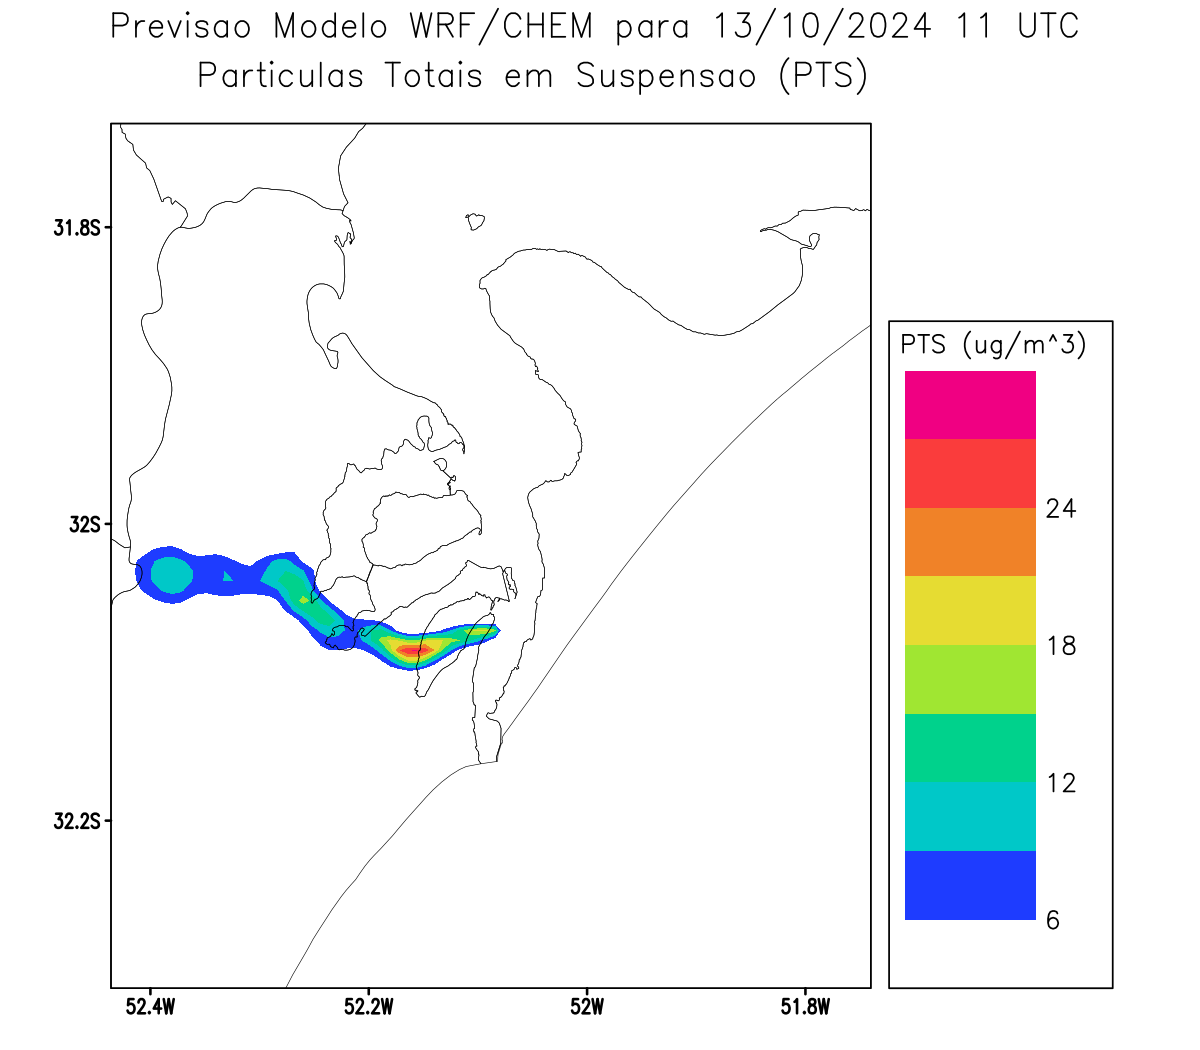 Previsao Modelo WRF/CHEM para 13/10/2024 11 UTC
Particulas Totais em Suspensao (PTS)
31.8S
32S
32.2S
52.4W
52.2W
52W
51.8W
PTS (ug/m^3)
24
18
12
6